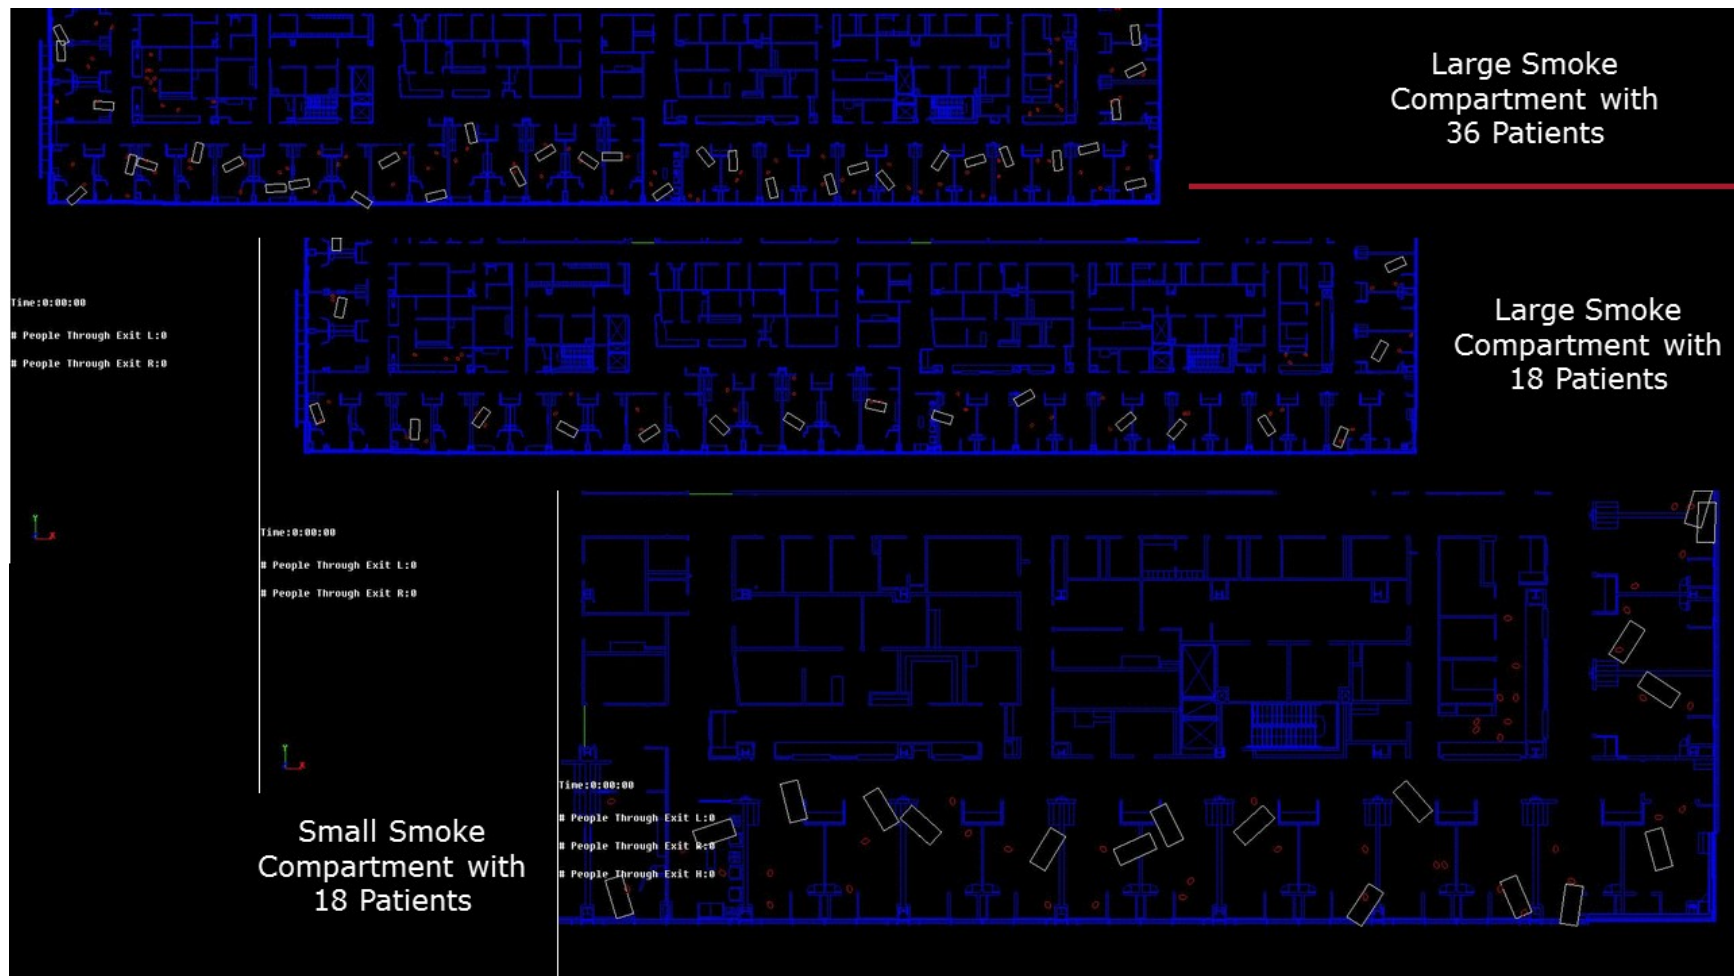 Large Smoke
Compartment with
36 Patients
Time:0:00:00
# People Through Exit L:0
# People Through Exit R:0
Large Smoke
Compartment with
18 Patients
Time:0:00:00
# People Through Exit L:0
# People Through Exit R:0
Small Smoke
Compartment with
18 Patients
Time:0:00:00
# People Through Exit L:0
# People Through Exit R:0
# People Through Exit H:0
Y
X
Y
X